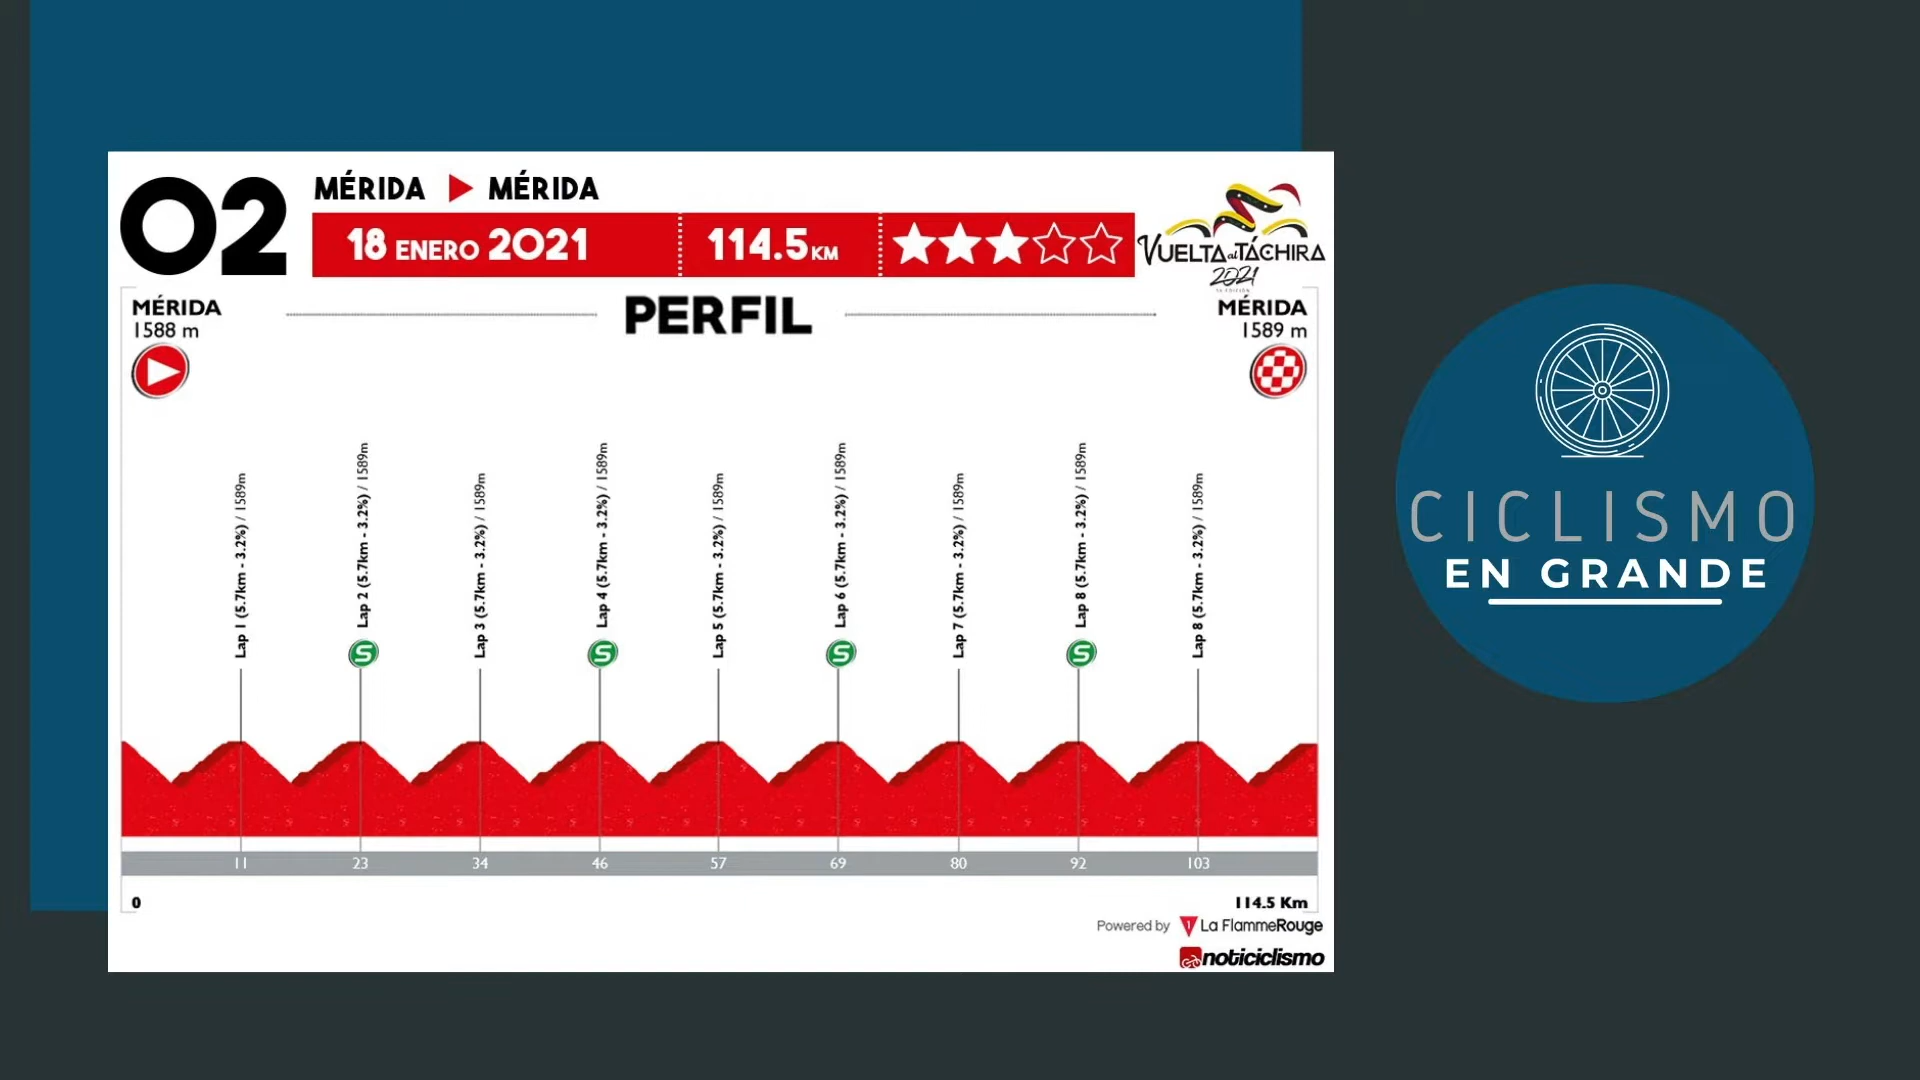 02
MÉRIDA MÉRIDA
18 ENERO 2021
114.5 KM
VUELTA al TÁCHIRA
2021
MÉRIDA
1588 m
PERFIL
MÉRIDA
1589 m
Lap 1 (5.7km - 3.2%) / 1589m
Lap 2 (5.7km - 3.2%) / 1589m
Lap 3 (5.7km - 3.2%) / 1589m
Lap 4 (5.7km - 3.2%) / 1589m
Lap 5 (5.7km - 3.2%) / 1589m
Lap 6 (5.7km - 3.2%) / 1589m
Lap 7 (5.7km - 3.2%) / 1589m
Lap 8 (5.7km - 3.2%) / 1589m
Lap 8 (5.7km - 3.2%) / 1589m
S S S S
11 23 34 46 57 69 80 92 103
0
114.5 Km
Powered by La FlammeRouge
noticiclismo
CICLISMO
EN GRANDE